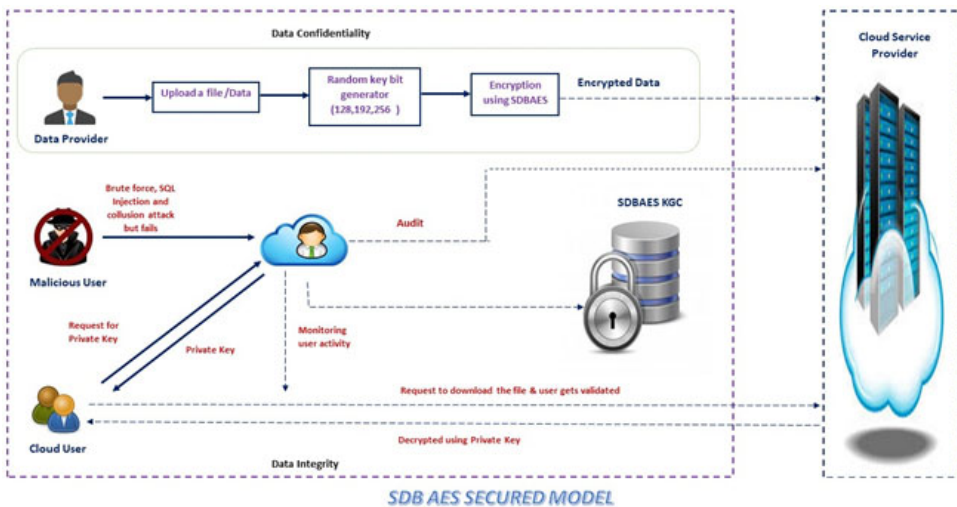 Data Confidentiality
Cloud Service
Provider
Upload a file /Data
Random key bit
generator
(128,192,256 )
Encryption
using SDBAES
Encrypted Data
Data Provider
Brute force, SQL
Injection and
collusion attack
but fails
Audit
SDBAES KGC
Malicious User
Request for
Private Key
Private Key
Monitoring
user activity
Request to download the file & user gets validated
Cloud User
Decrypted using Private Key
Data Integrity
SDB AES SECURED MODEL